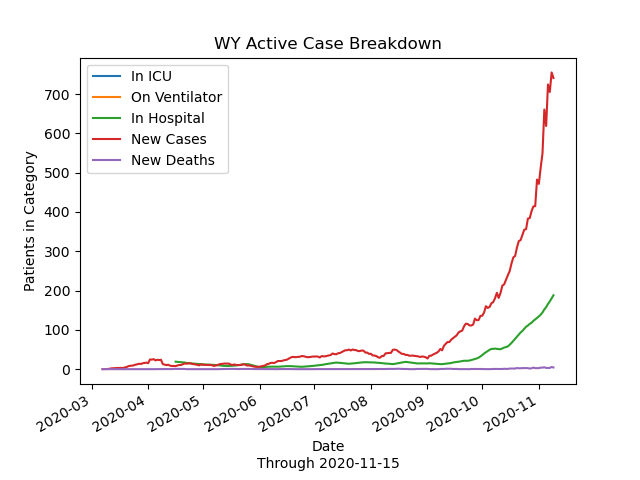 WY Active Case Breakdown
In ICU
On Ventilator
In Hospital
New Cases
New Deaths
Patients in Category
700
600
500
400
300
200
100
0
2020-03
2020-04
2020-05
2020-06
2020-07
2020-08
2020-09
2020-10
2020-11
Date
Through 2020-11-15